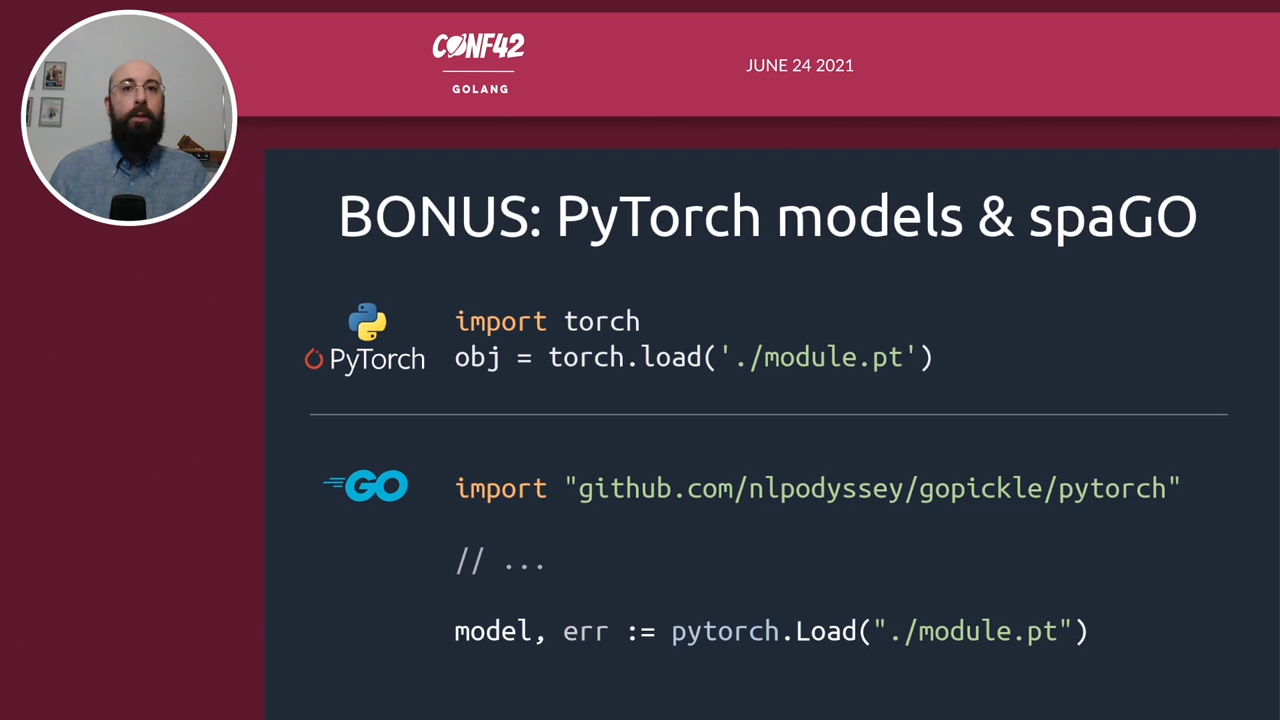 CONF42
GOLANG
JUNE 24 2021
BONUS: PyTorch models & spaGO
import torch
PyTorch
obj = torch.load('./module.pt')
GO
import "github.com/nlpodyssey/gopickle/pytorch"
// ...
model, err := pytorch.Load("./module.pt")